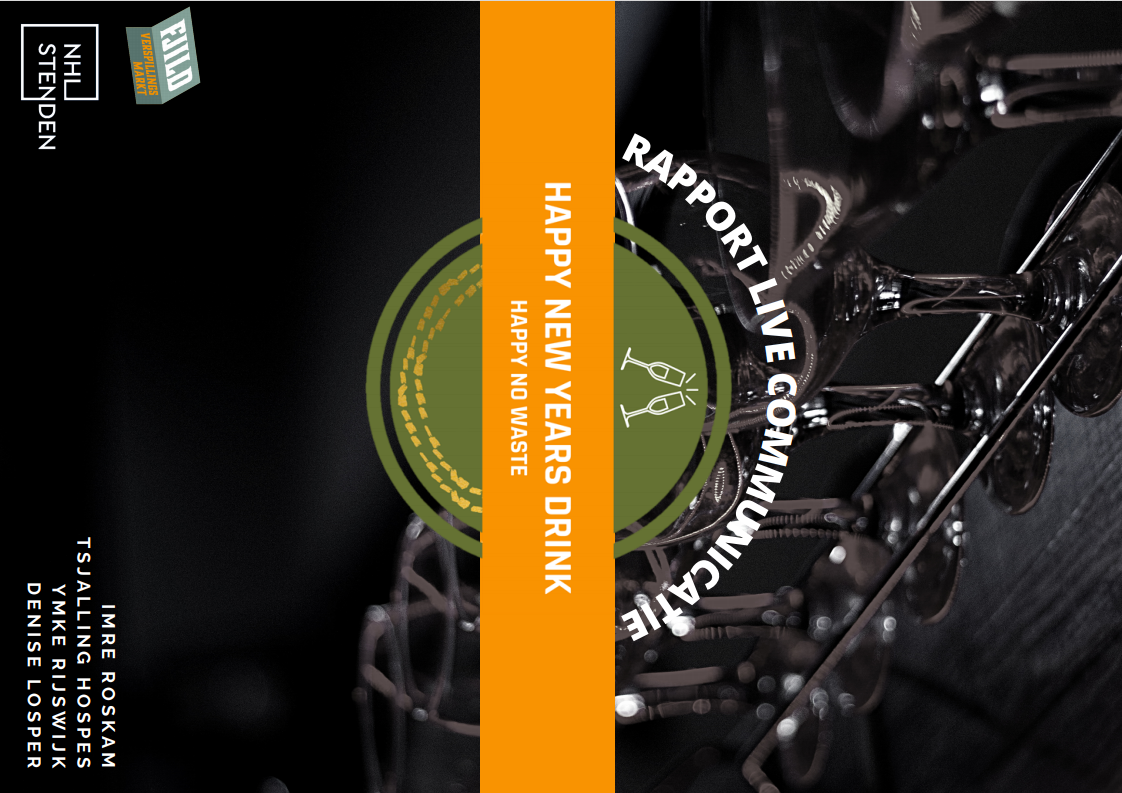 RAPPORT LIVE COMMUNICATIE
HAPPY NEW YEARS DRINK
HAPPY NO WASTE
FJILD
VERSPILLINGS
MARKT
NHL
STENDEN
IMRE ROSKAM
TSJALLING HOSPES
YMKE RIJSWIJK
DENISE LOSPER